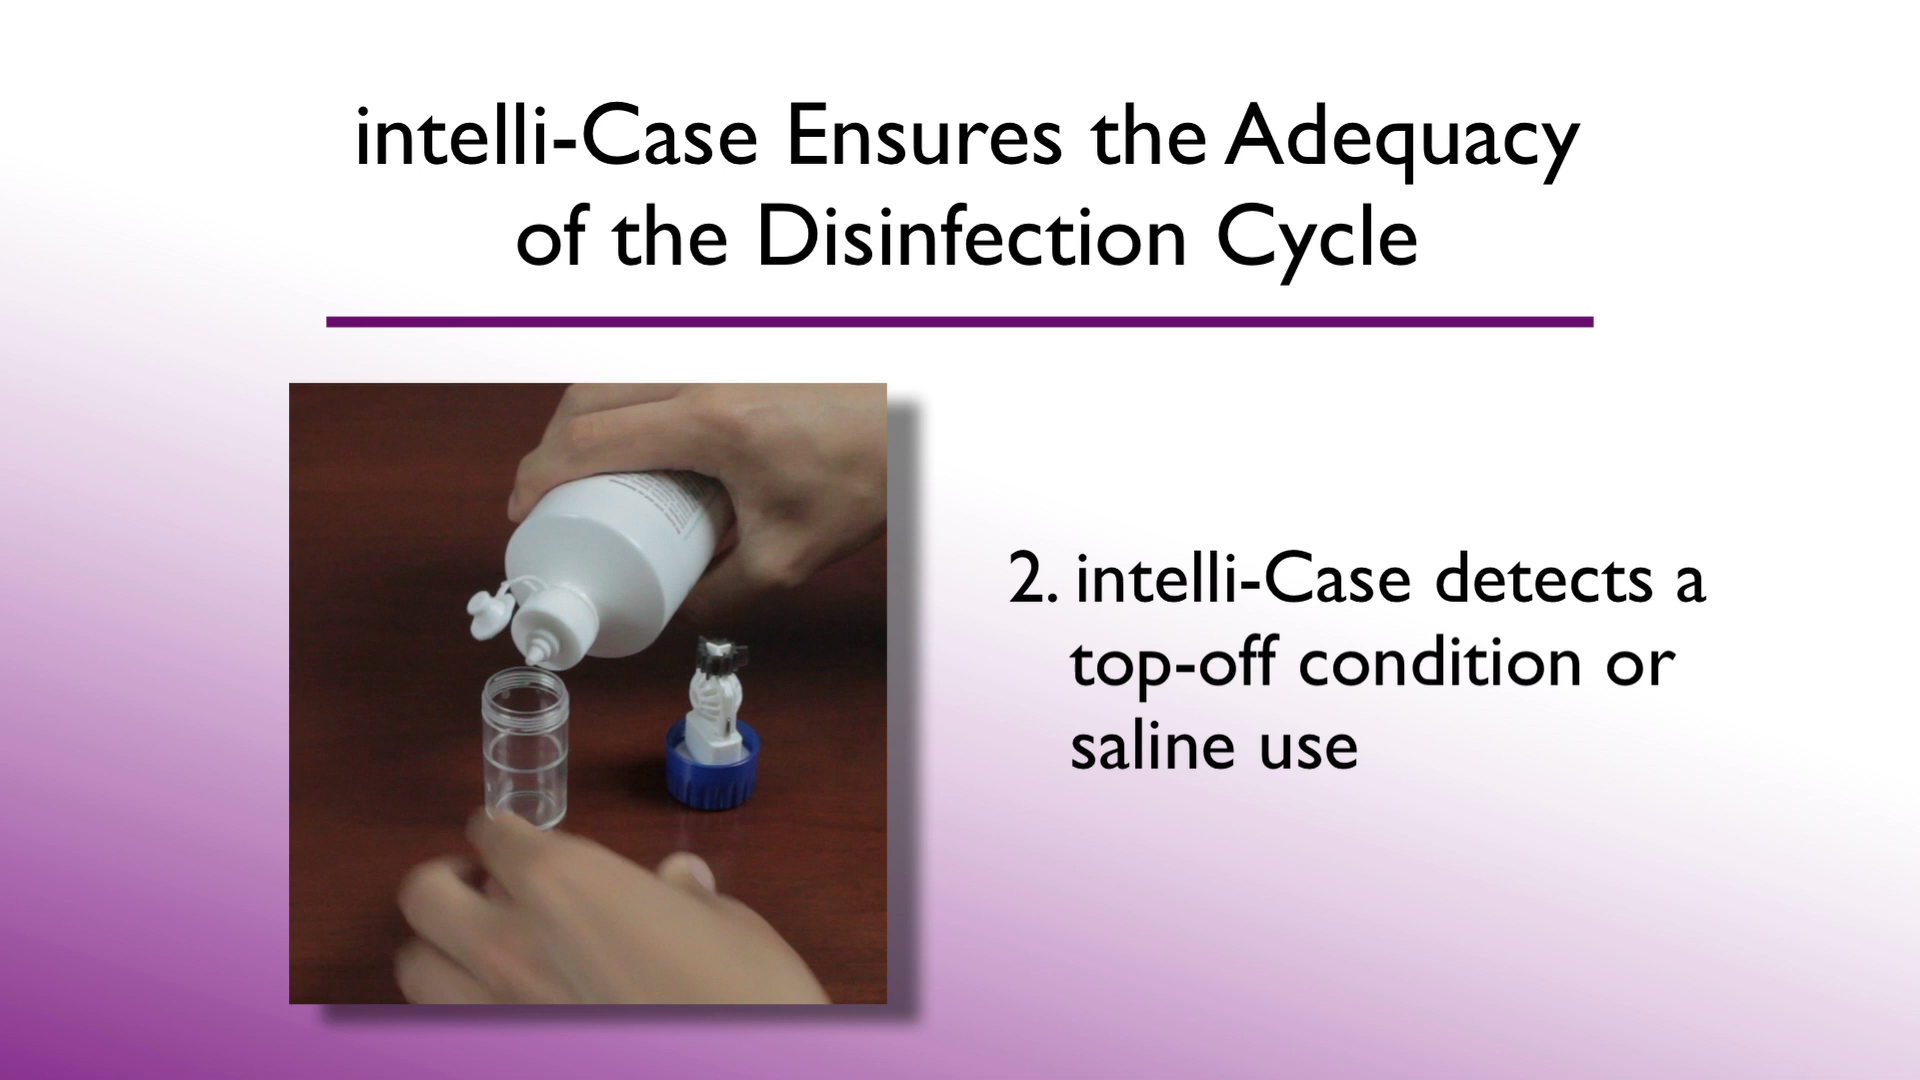 intelli-Case Ensures the Adequacy
of the Disinfection Cycle
2. intelli-Case detects a
top-off condition or
saline use